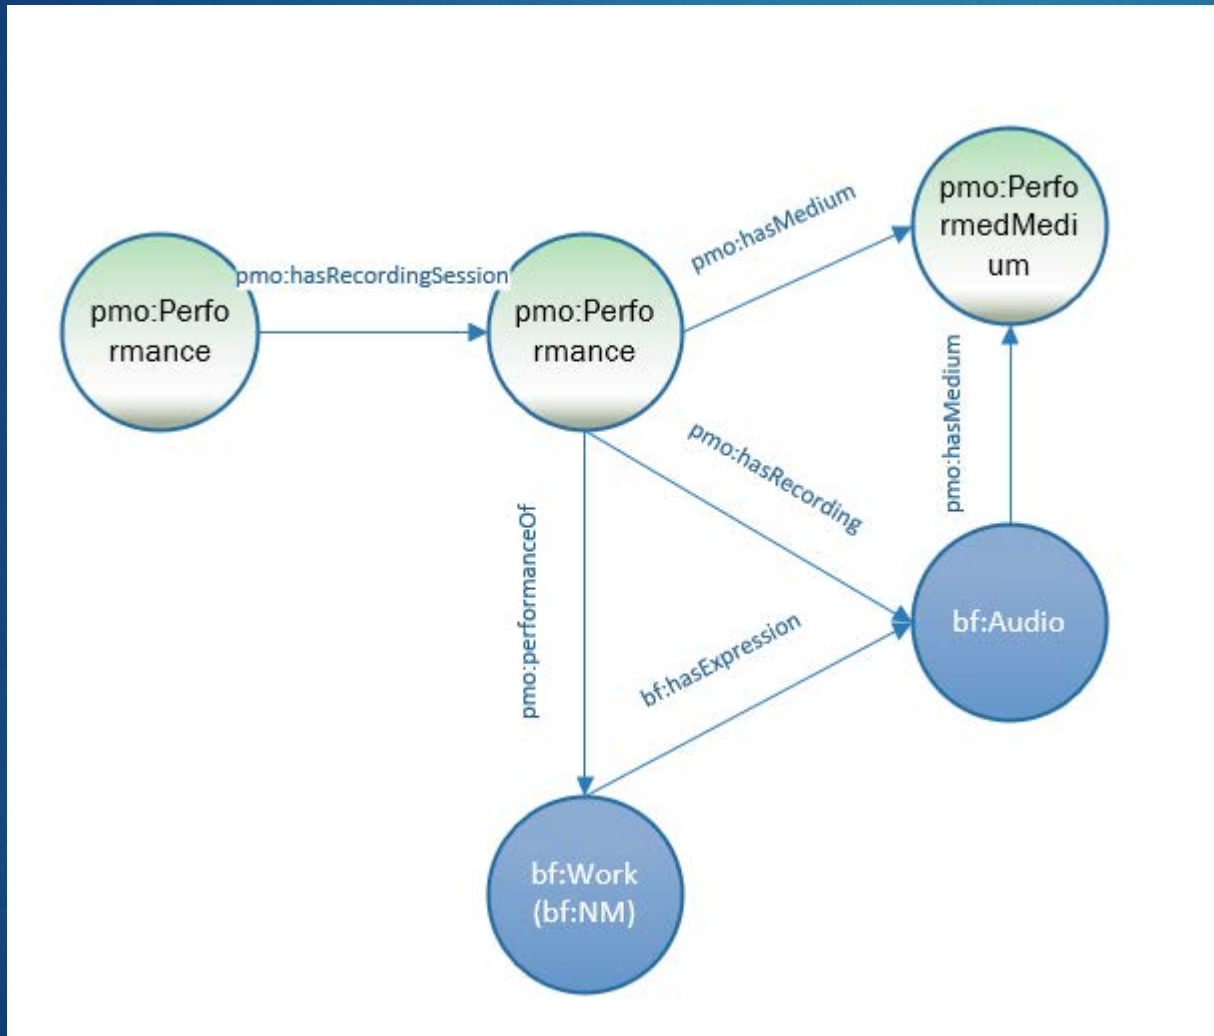 pmo:Perfo
rmedMedi
um
pmo:hasMedium
pmo:hasRecordingSession
pmo:Perfo
rmance
pmo:Perfo
rmance
pmo:hasMedium
pmo:hasRecording
pmo:performanceOf
bf:Audio
bf:hasExpression
bf:Work
(bf:NM)